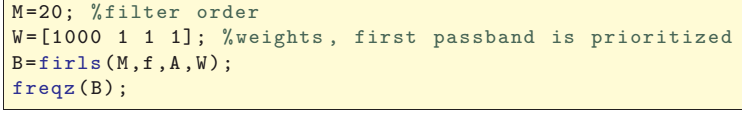 M=20; %filter order
W=[1000 1 1 1]; %weights, first passband is prioritized
B=firls(M,f,A,W);
freqz(B);